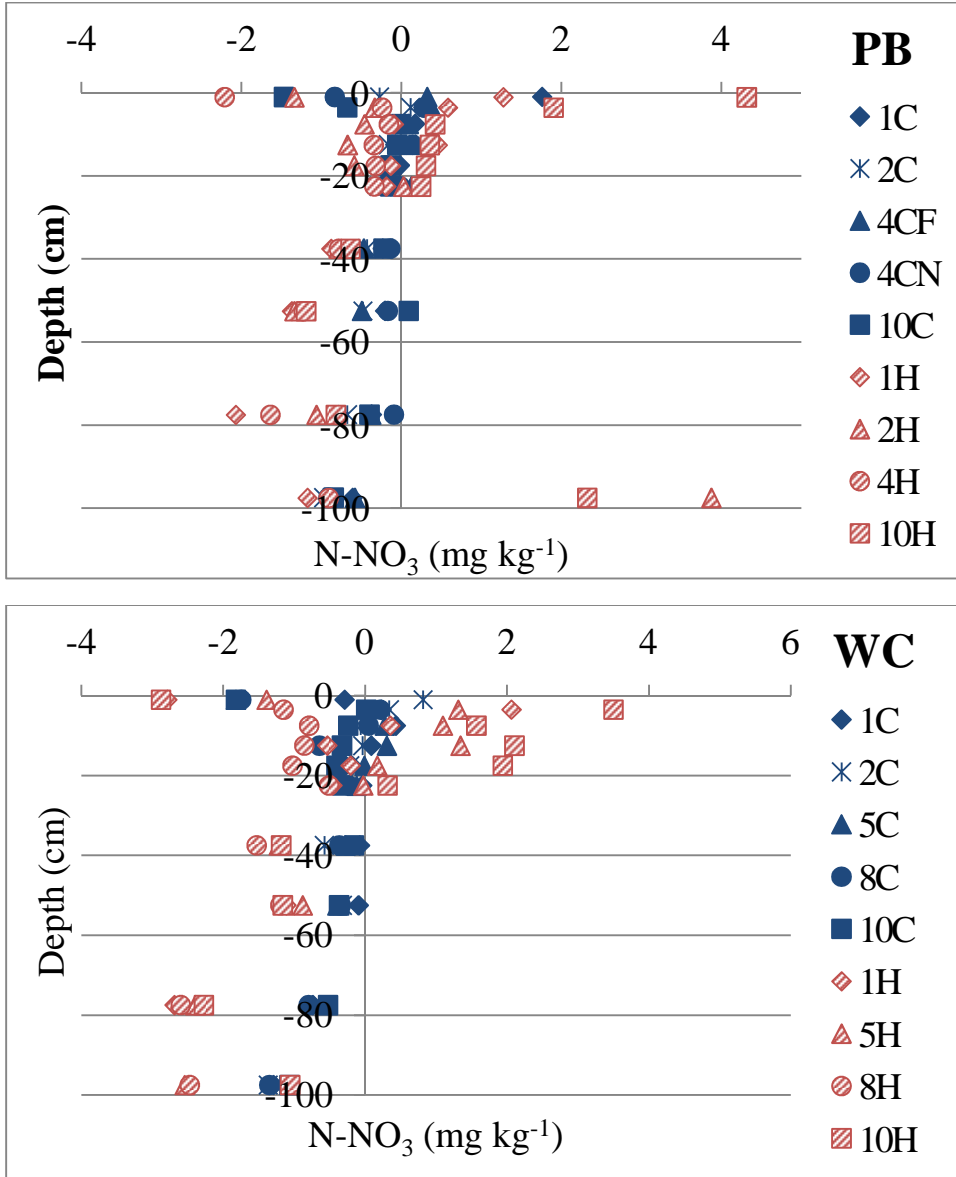 -4 -2 0 2 4
PB
0
-20
-40
-60
-80
-100
Depth (cm)
N-NO₃ (mg kg⁻¹)
1C
2C
4CF
4CN
10C
1H
2H
4H
10H
-4 -2 0 2 4 6
WC
0
-20
-40
-60
-80
-100
Depth (cm)
N-NO₃ (mg kg⁻¹)
1C
2C
5C
8C
10C
1H
5H
8H
10H